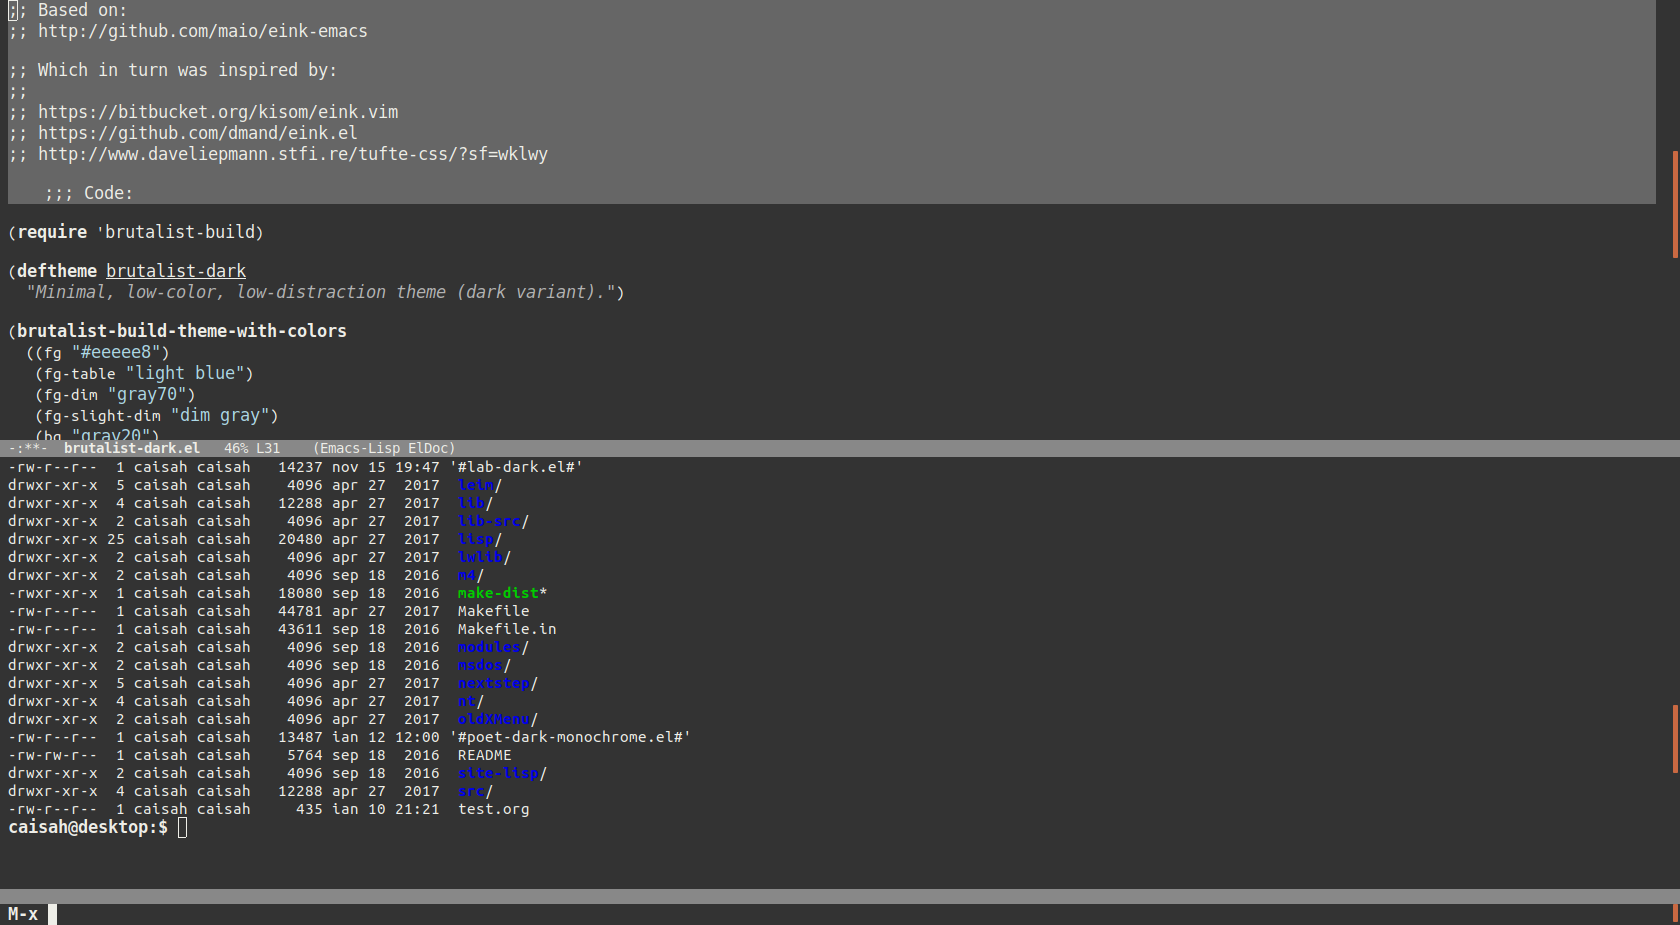 ;; Based on:
;; http://github.com/maio/eink-emacs
;; Which in turn was inspired by:
;;
;; https://bitbucket.org/kisom/eink.vim
;; https://github.com/dmand/eink.el
;; http://www.daveliepmann.stfi.re/tufte-css/?sf=wklwy
;;; Code:
(require 'brutalist-build)
(deftheme brutalist-dark
"Minimal, low-color, low-distraction theme (dark variant).")
(brutalist-build-theme-with-colors
((fg "#eeeee8")
(fg-table "light blue")
(fg-dim "gray70")
(fg-slight-dim "dim gray")
(bg "gray20")
-:**-  brutalist-dark.el   46% L31    (Emacs-Lisp ElDoc)
-rw-r--r--  1 caisah caisah   14237 nov 15 19:47 '#lab-dark.el#'
drwxr-xr-x  5 caisah caisah    4096 apr 27  2017  leim/
drwxr-xr-x  4 caisah caisah   12288 apr 27  2017  lib/
drwxr-xr-x  2 caisah caisah    4096 apr 27  2017  lib-src/
drwxr-xr-x 25 caisah caisah   20480 apr 27  2017  lisp/
drwxr-xr-x  2 caisah caisah    4096 apr 27  2017  lwlib/
drwxr-xr-x  2 caisah caisah    4096 sep 18  2016  m4/
-rwxr-xr-x  1 caisah caisah   18080 sep 18  2016  make-dist*
-rw-r--r--  1 caisah caisah   44781 apr 27  2017  Makefile
-rw-r--r--  1 caisah caisah   43611 sep 18  2016  Makefile.in
drwxr-xr-x  2 caisah caisah    4096 sep 18  2016  modules/
drwxr-xr-x  2 caisah caisah    4096 sep 18  2016  msdos/
drwxr-xr-x  5 caisah caisah    4096 apr 27  2017  nextstep/
drwxr-xr-x  4 caisah caisah    4096 apr 27  2017  nt/
drwxr-xr-x  2 caisah caisah    4096 apr 27  2017  oldXMenu/
-rw-r--r--  1 caisah caisah   13487 ian 12 12:00 '#poet-dark-monochrome.el#'
-rw-rw-r--  1 caisah caisah    5764 sep 18  2016  README
drwxr-xr-x  2 caisah caisah    4096 sep 18  2016  site-lisp/
drwxr-xr-x  4 caisah caisah   12288 apr 27  2017  src/
-rw-r--r--  1 caisah caisah     435 ian 10 21:21  test.org
caisah@desktop:$
M-x